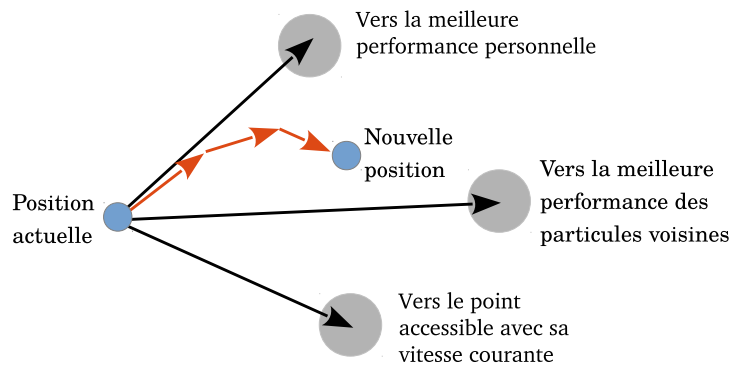 Vers la meilleure
performance personnelle
Nouvelle
position
Vers la meilleure
performance des
particules voisines
Position
actuelle
Vers le point
accessible avec sa
vitesse courante